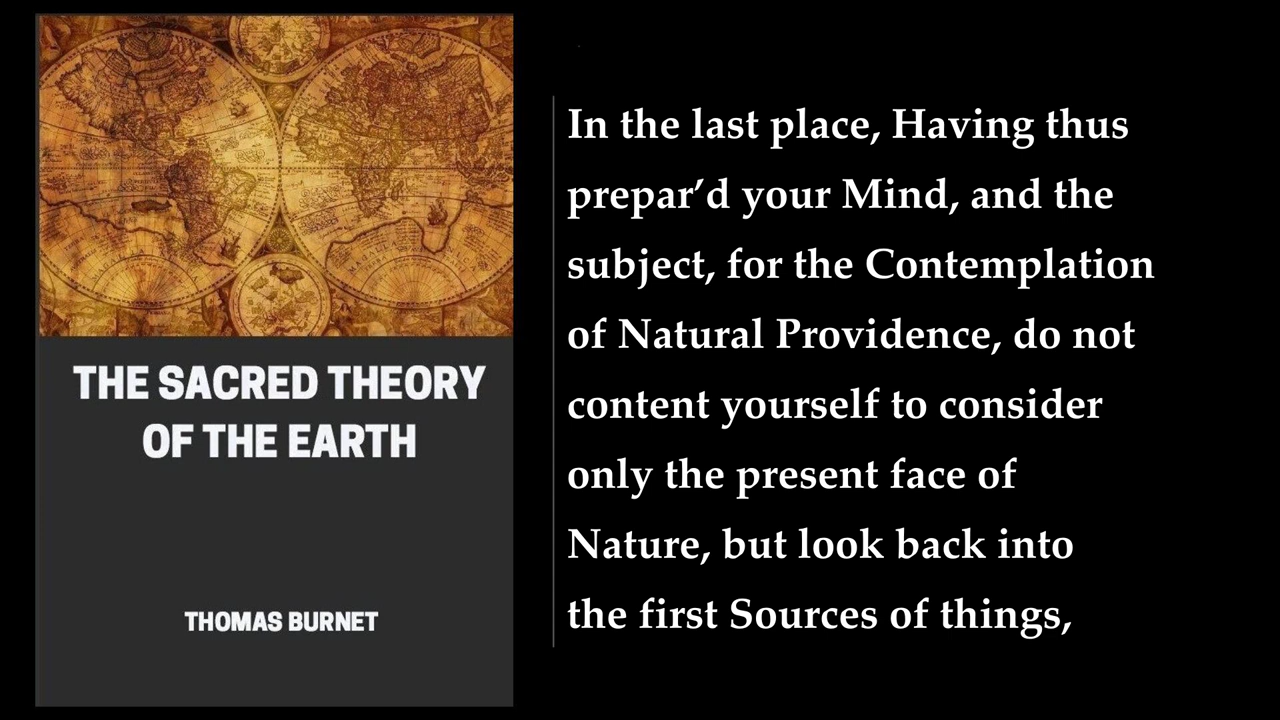 THE SACRED THEORY
OF THE EARTH
THOMAS BURNET
In the last place, Having thus
prepar’d your Mind, and the
subject, for the Contemplation
of Natural Providence, do not
content yourself to consider
only the present face of
Nature, but look back into
the first Sources of things,